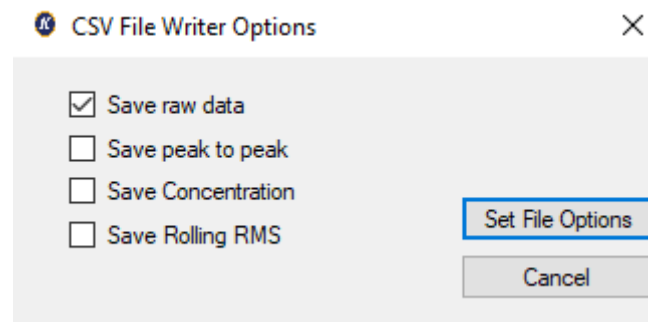 CSV File Writer Options
Save raw data
Save peak to peak
Save Concentration
Save Rolling RMS
Set File Options
Cancel